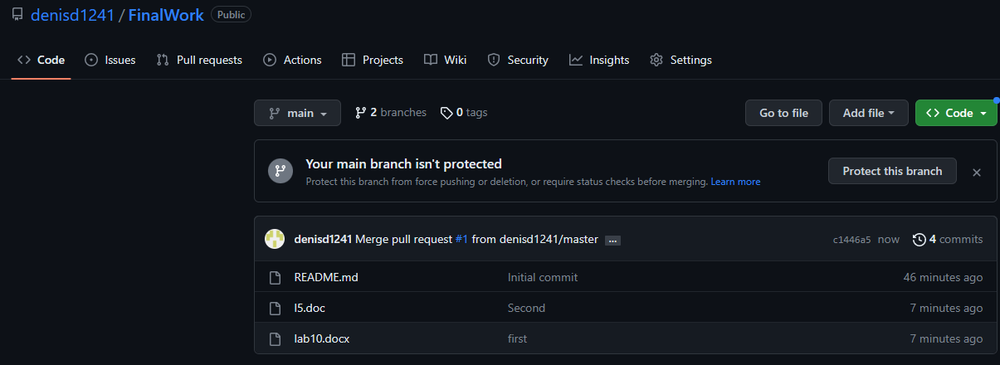 denisd1241 / FinalWork Public
Code Issues Pull requests Actions Projects Wiki Security Insights Settings
main 2 branches 0 tags Go to file Add file Code
Your main branch isn't protected
Protect this branch from force pushing or deletion, or require status checks before merging. Learn more
Protect this branch
denisd1241 Merge pull request #1 from denisd1241/master ... c1446a5 now 4 commits
README.md Initial commit 46 minutes ago
l5.doc Second 7 minutes ago
lab10.docx first 7 minutes ago